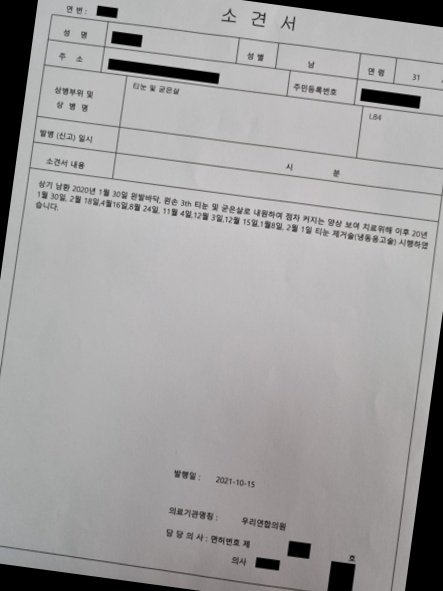 소 견 서
연 번 :
성 명
성 별
남
연 령
31
주 소
주민등록번호
상병부위 및
상 병 명
티눈 및 굳은살
L84
발병 (신고) 일시
시 분
소견서 내용
상기 남환 2020년 1월 30일 왼발바닥, 왼손 3th 티눈 및 굳은살로 내원하여 점차 커지는 양상 보여 치료위해 이후 20년
1월 30일, 2월 18일,4월16일,8월 24일, 11월 4일,12월 3일,12월 15일,1월8일, 2월 1일 티눈 제거술(냉동응고술) 시행하였
습니다.
발행일 : 2021-10-15
의료기관명칭 : 우리연합의원
담 당 의 사 : 면허번호 제 호
의사